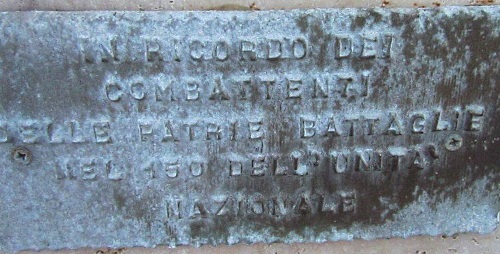 IN RICORDO DEI
COMBATTENTI
DELLE PATRIE BATTAGLIE
NEL 150 DELL'UNITA'
NAZIONALE